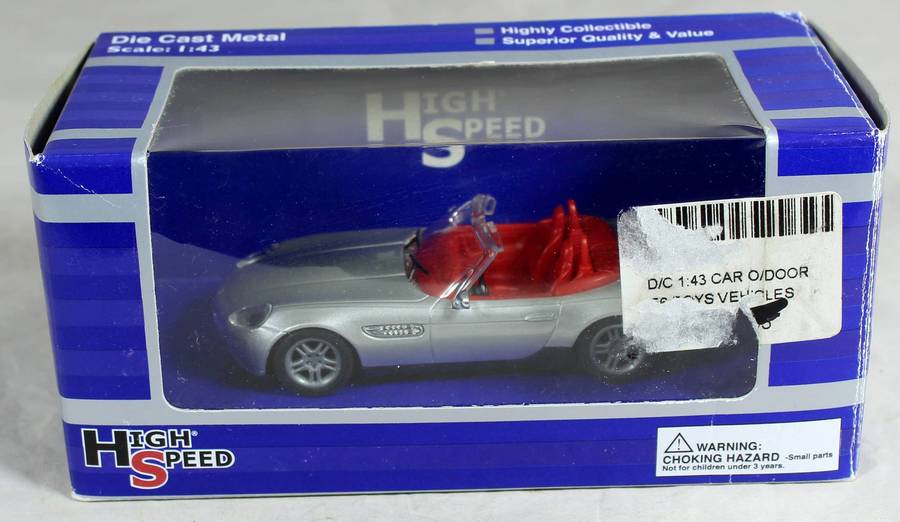 Die Cast Metal
Scale: 1:43
Highly Collectible
Superior Quality & Value
HIGH
SPEED
D/C 1:43 CAR O/DOOR
TOYS VEHICLES
HIGH®
SPEED
WARNING:
CHOKING HAZARD -Small parts
Not for children under 3 years.